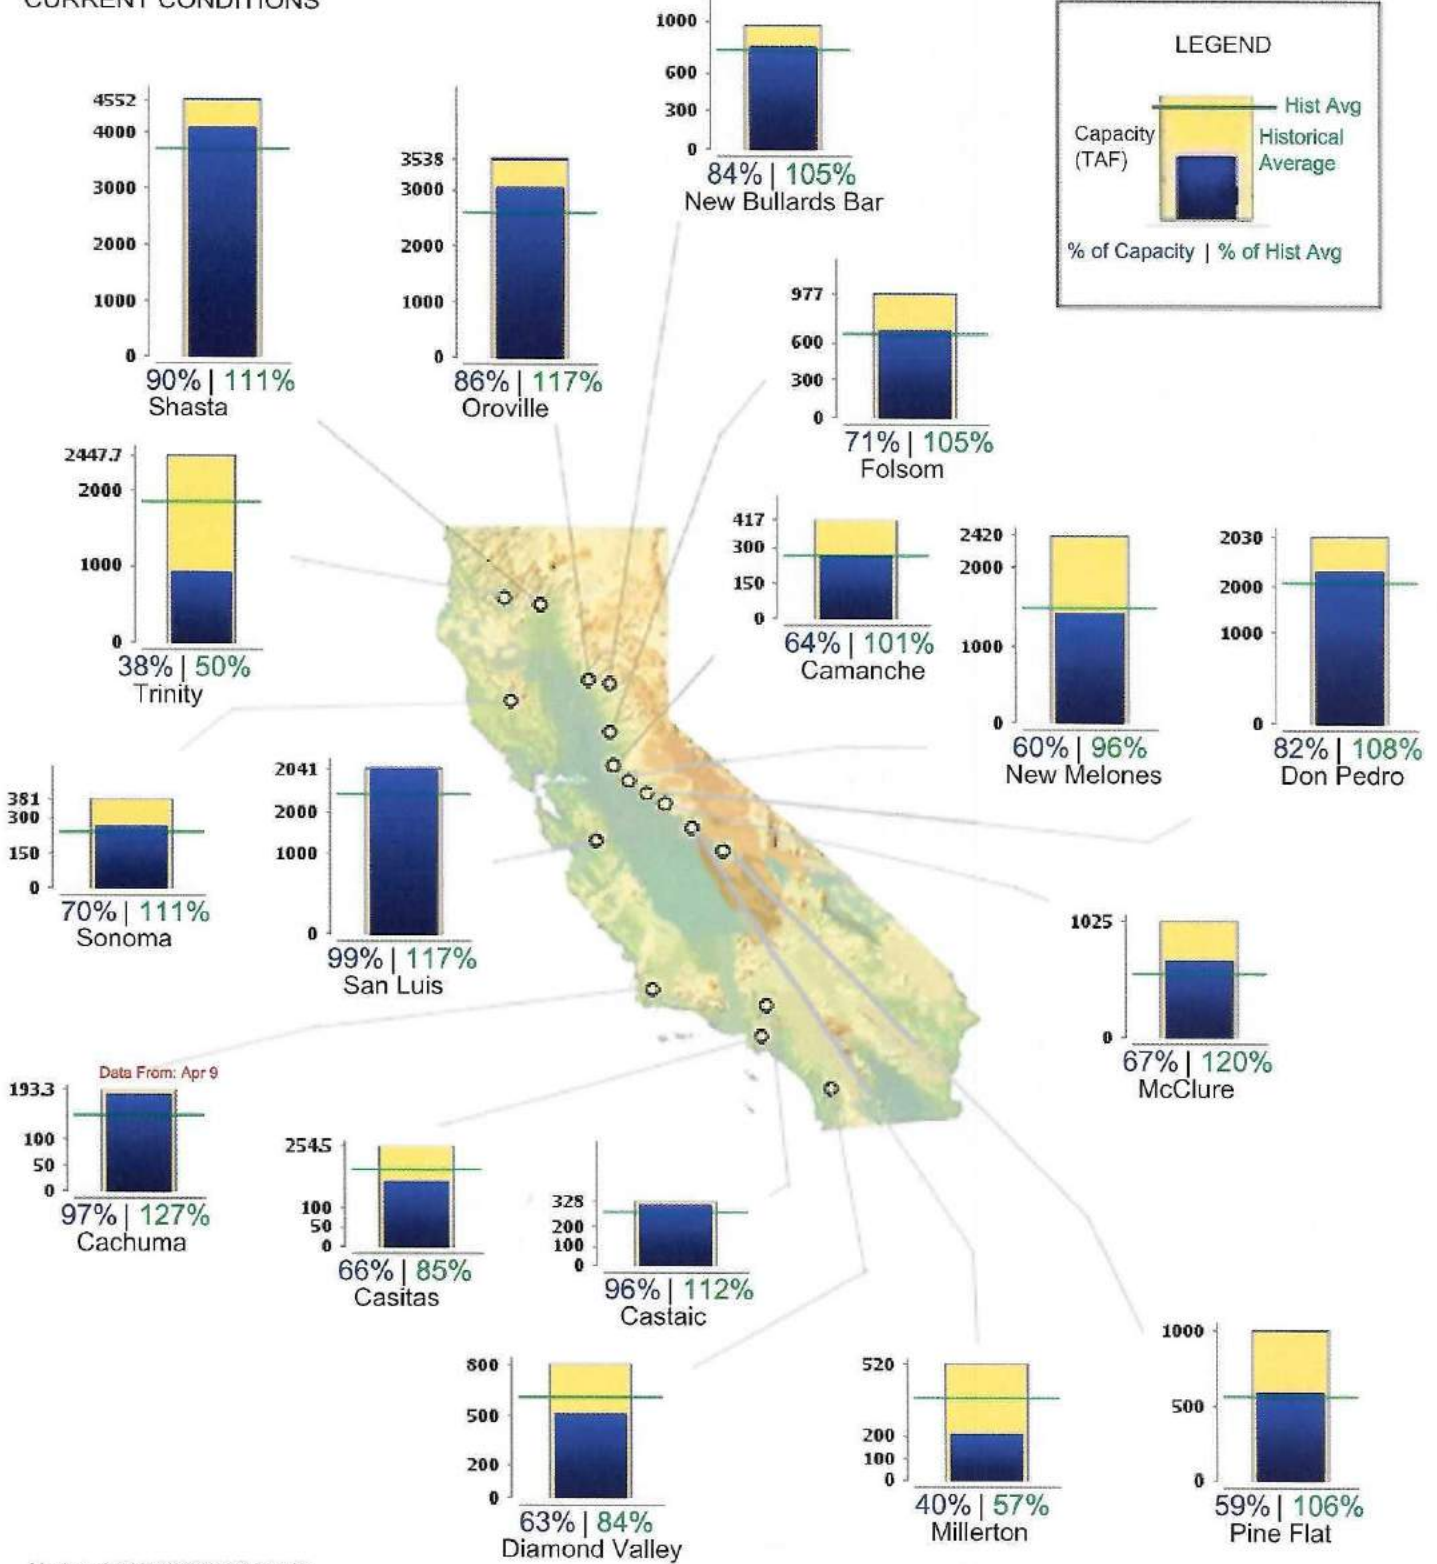 CURRENT CONDITIONS
1000
600
300
0
84% | 105%
New Bullards Bar
LEGEND
Hist Avg
Capacity
(TAF)
Historical
Average
% of Capacity | % of Hist Avg
4552
4000
3000
2000
1000
0
90% | 111%
Shasta
3538
3000
2000
1000
0
86% | 117%
Oroville
977
600
300
0
71% | 105%
Folsom
2447.7
2000
1000
0
38% | 50%
Trinity
417
300
150
0
64% | 101%
Camanche
2420
2000
1000
0
60% | 96%
New Melones
2030
2000
1000
0
82% | 108%
Don Pedro
381
300
150
0
70% | 111%
Sonoma
2041
2000
1000
0
99% | 117%
San Luis
1025
0
67% | 120%
McClure
Data From: Apr 9
193.3
100
50
0
97% | 127%
Cachuma
254.5
100
50
0
66% | 85%
Casitas
328
200
100
0
96% | 112%
Castaic
800
500
200
0
63% | 84%
Diamond Valley
520
200
100
0
40% | 57%
Millerton
1000
500
0
59% | 106%
Pine Flat